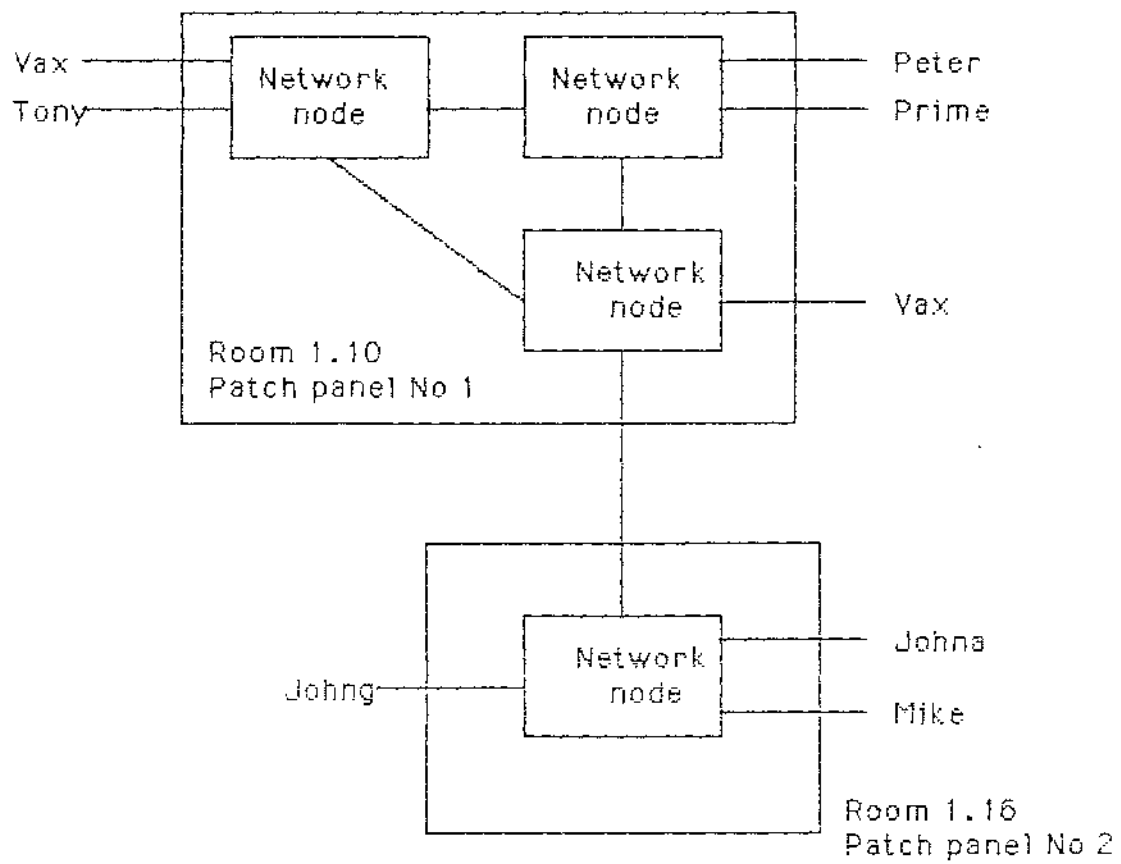 Vax
Tony
Network
node
Network
node
Peter
Prime
Network
node
Vax
Room 1.10
Patch panel No 1
Johng
Network
node
Johna
Mike
Room 1.16
Patch panel No 2